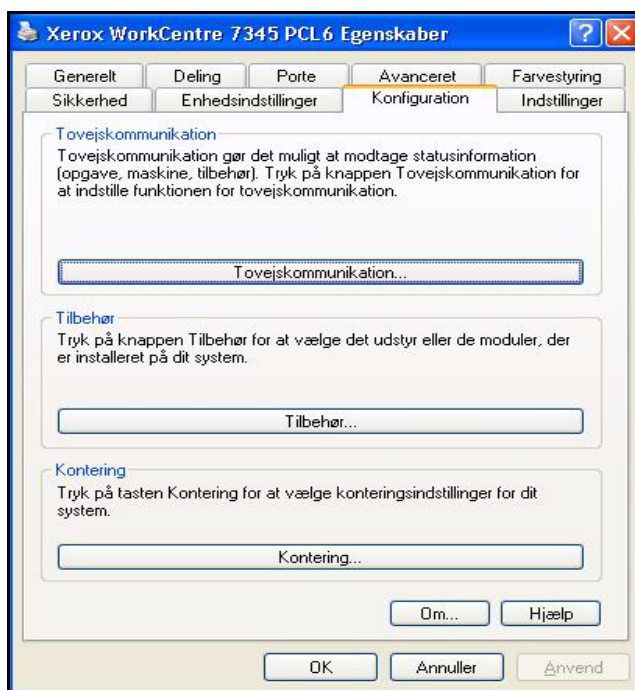 Xerox WorkCentre 7345 PCL6 Egenskaber
Generelt Deling Porte Avanceret Farvestyring
Sikkerhed Enhedsindstillinger Konfiguration Indstillinger
Tovejskommunikation
Tovejskommunikation gør det muligt at modtage statusinformation
(opgave, maskine, tilbehør). Tryk på knappen Tovejskommunikation for
at indstille funktionen for tovejskommunikation.
Tovejskommunikation...
Tilbehør
Tryk på knappen Tilbehør for at vælge det udstyr eller de moduler, der
er installeret på dit system.
Tilbehør...
Kontering
Tryk på tasten Kontering for at vælge konteringsindstillinger for dit
system.
Kontering...
Om... Hjælp
OK Annuller Anvend